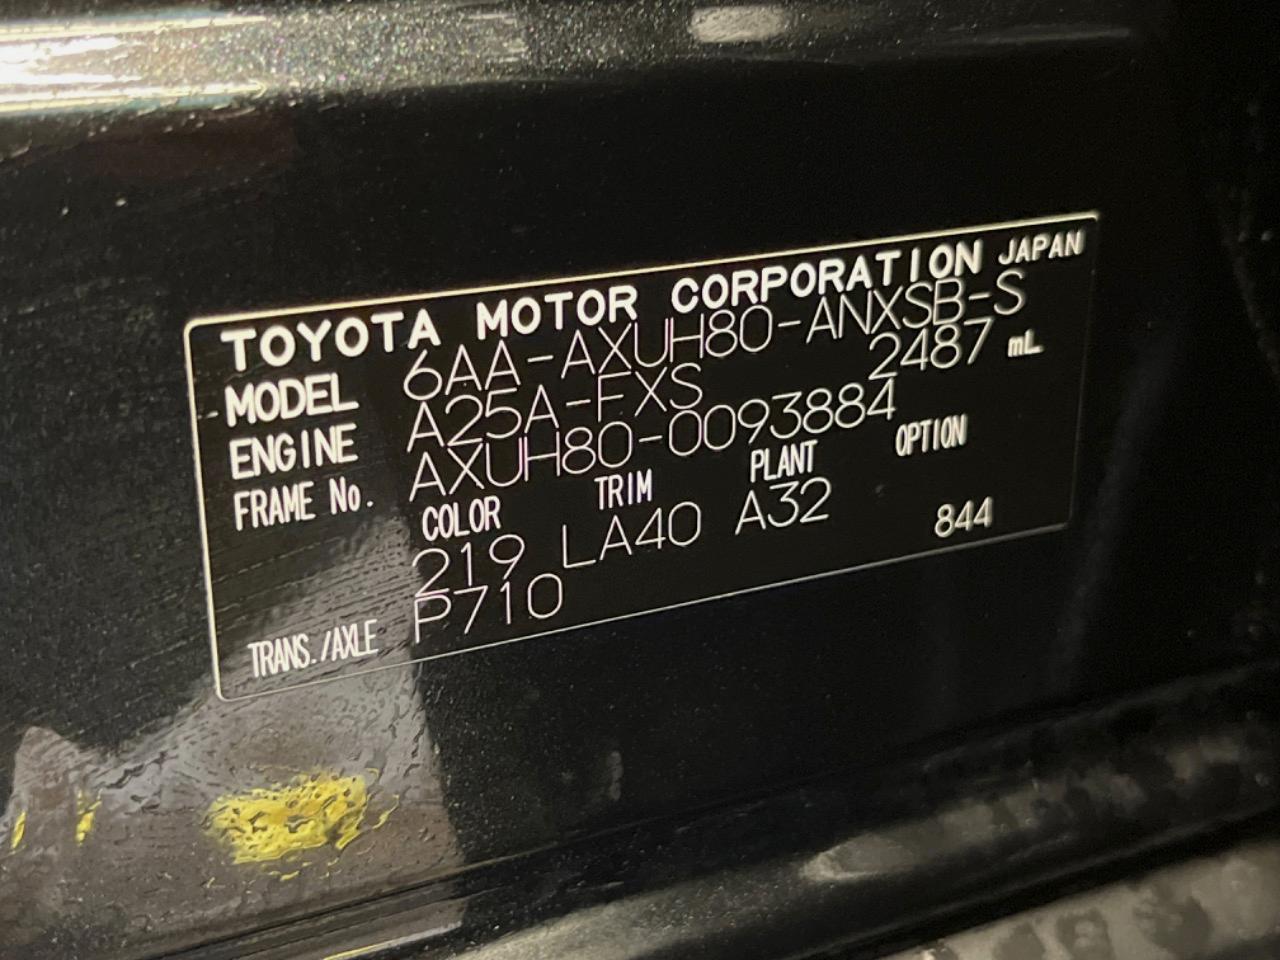 TOYOTA MOTOR CORPORATION JAPAN
MODEL 6AA-AXUH80-ANXSB-S
ENGINE A25A-FXS 2487 mL
FRAME No. AXUH80-0093884
COLOR TRIM PLANT OPTION
219 LA40 A32 844
TRANS./AXLE P710